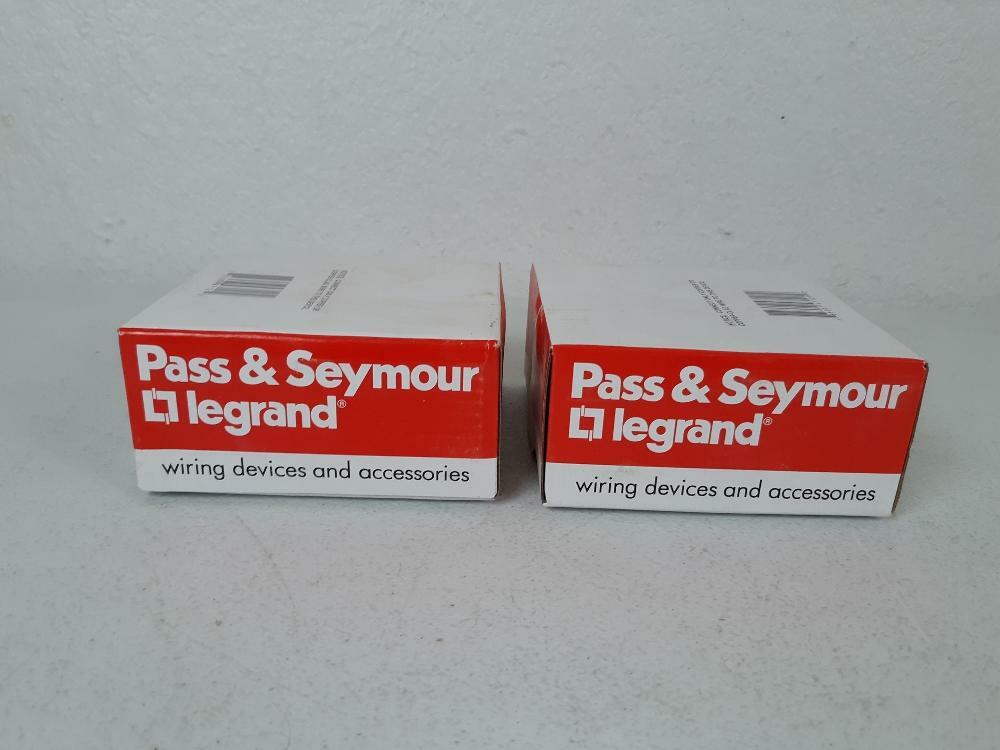 Pass & Seymour
legrand®
wiring devices and accessories
Pass & Seymour
legrand®
wiring devices and accessories